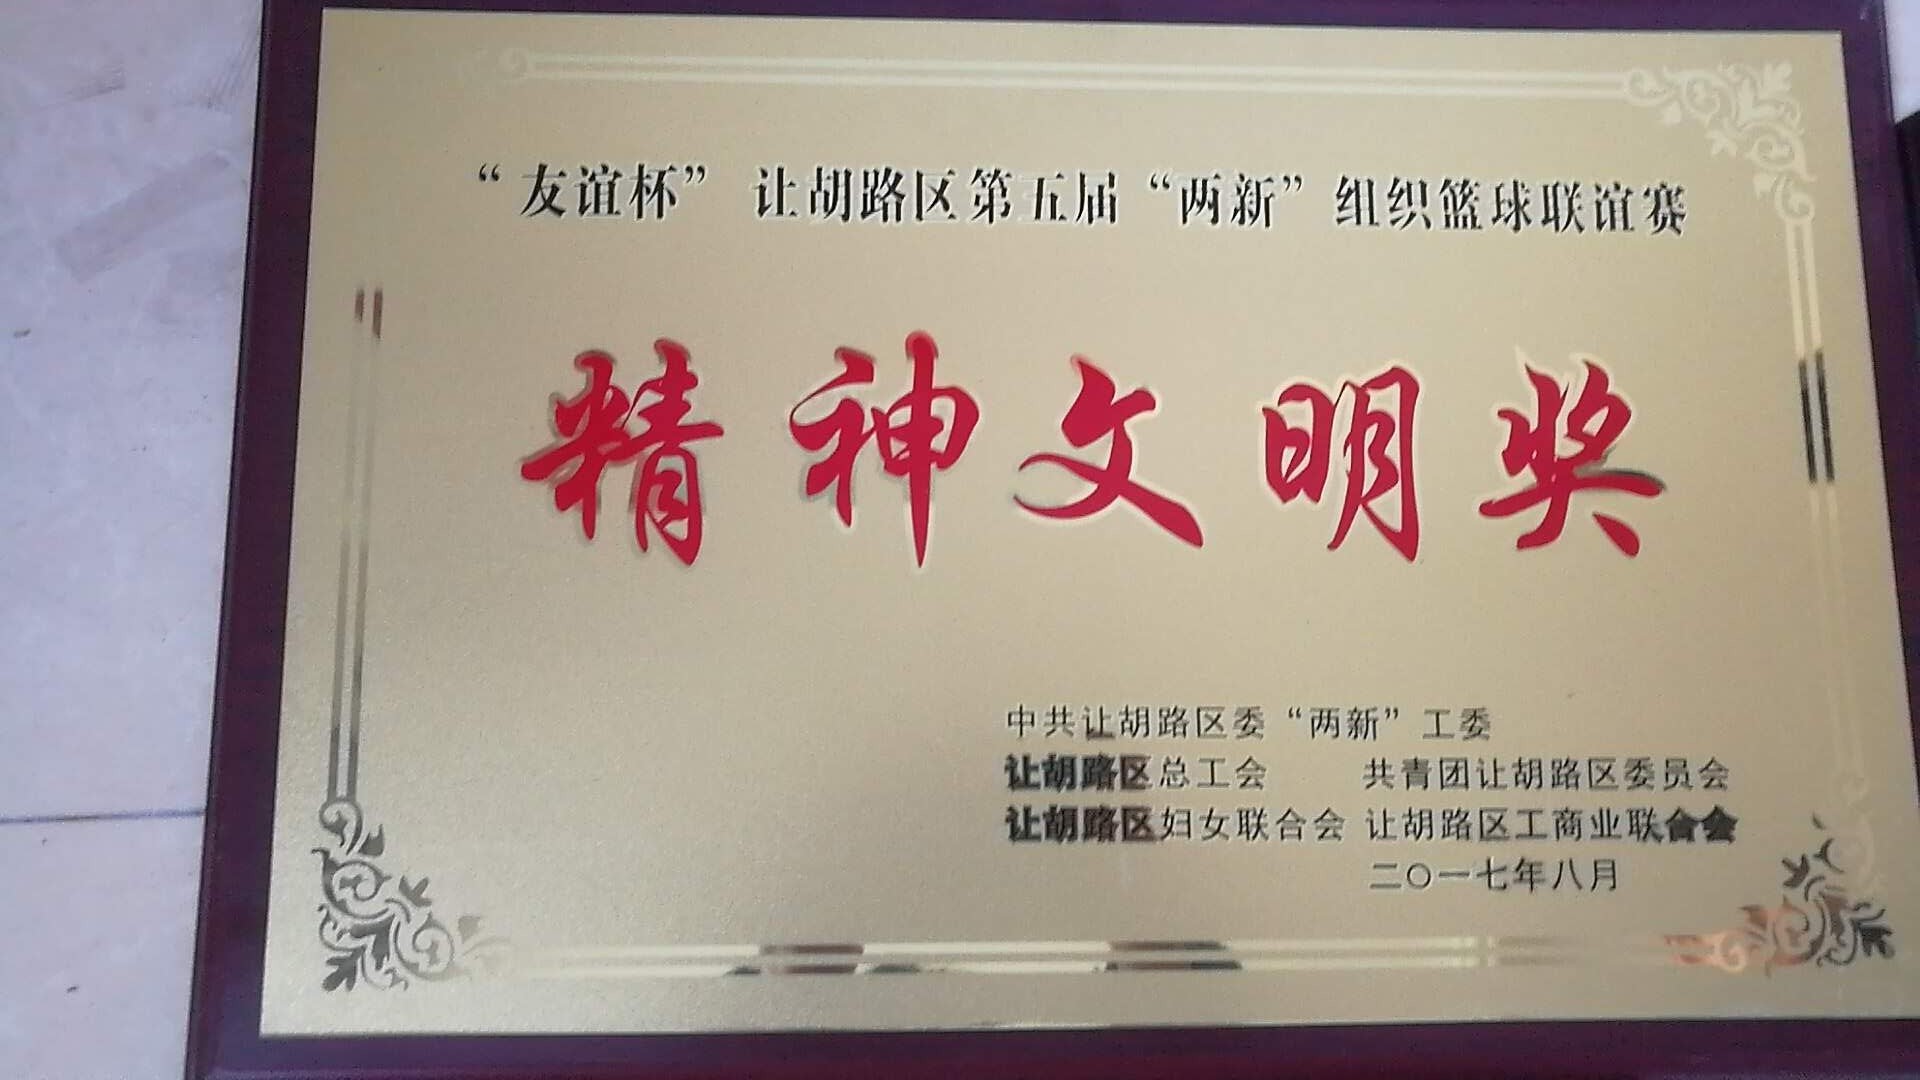 “友谊杯” 让胡路区第五届“两新”组织篮球联谊赛
精神文明奖
中共让胡路区委“两新”工委
让胡路区总工会 共青团让胡路区委员会
让胡路区妇女联合会 让胡路区工商业联合会
二〇一七年八月